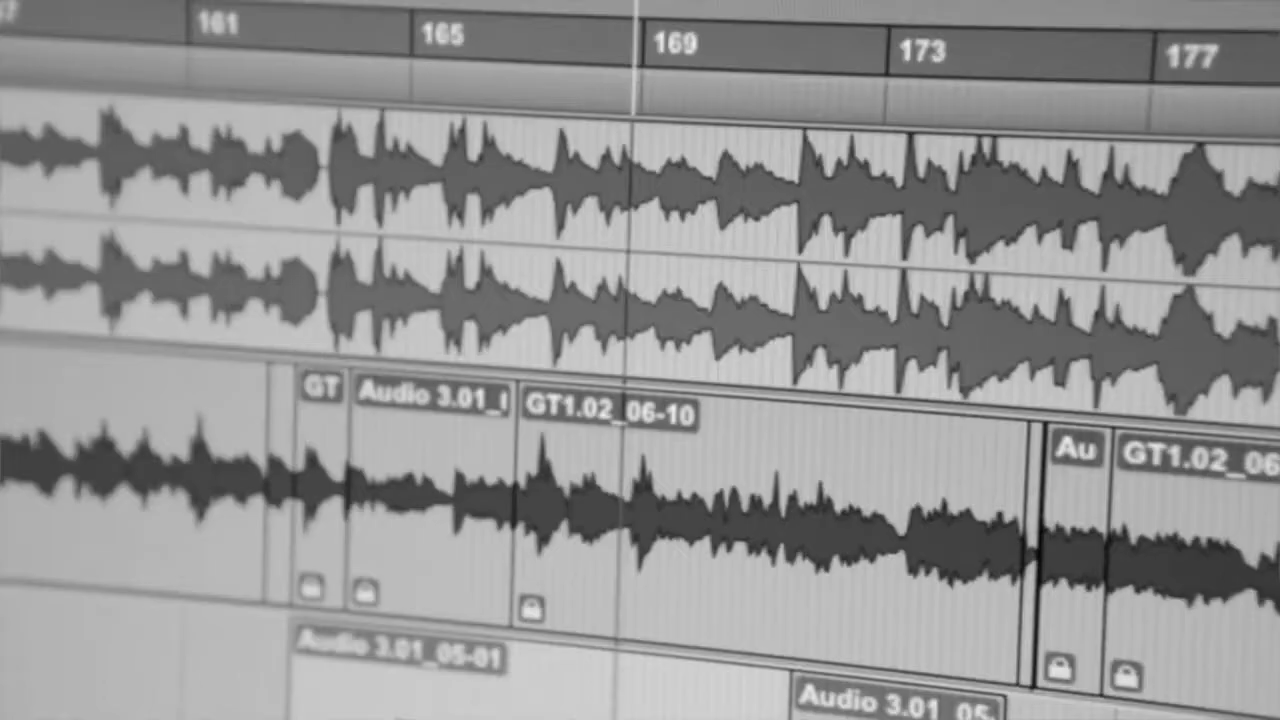 161 165 169 173 177
GT Audio 3.01_ GT1.02_06-10 Au GT1.02_06
Audio 3.01_05-01
Audio 3.01_05-